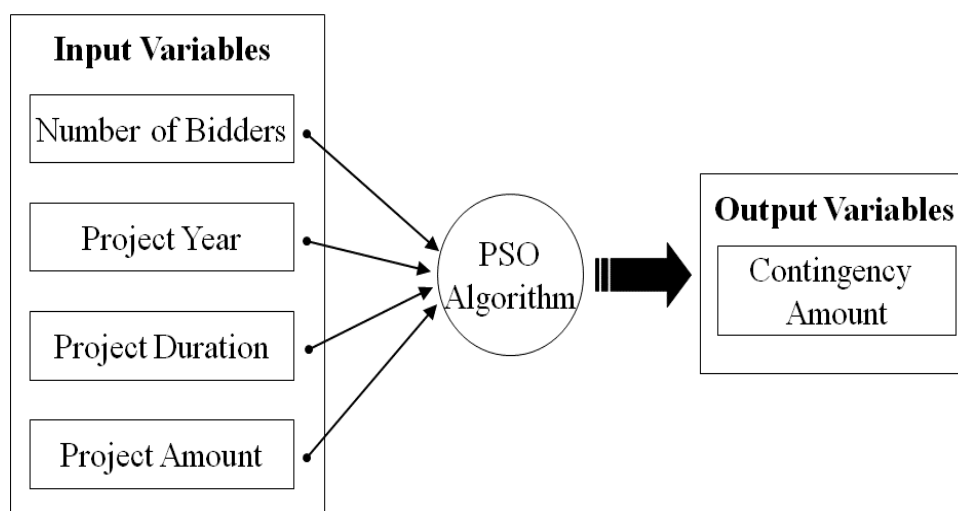 Input Variables
Number of Bidders
Project Year
Project Duration
Project Amount
PSO
Algorithm
Output Variables
Contingency
Amount